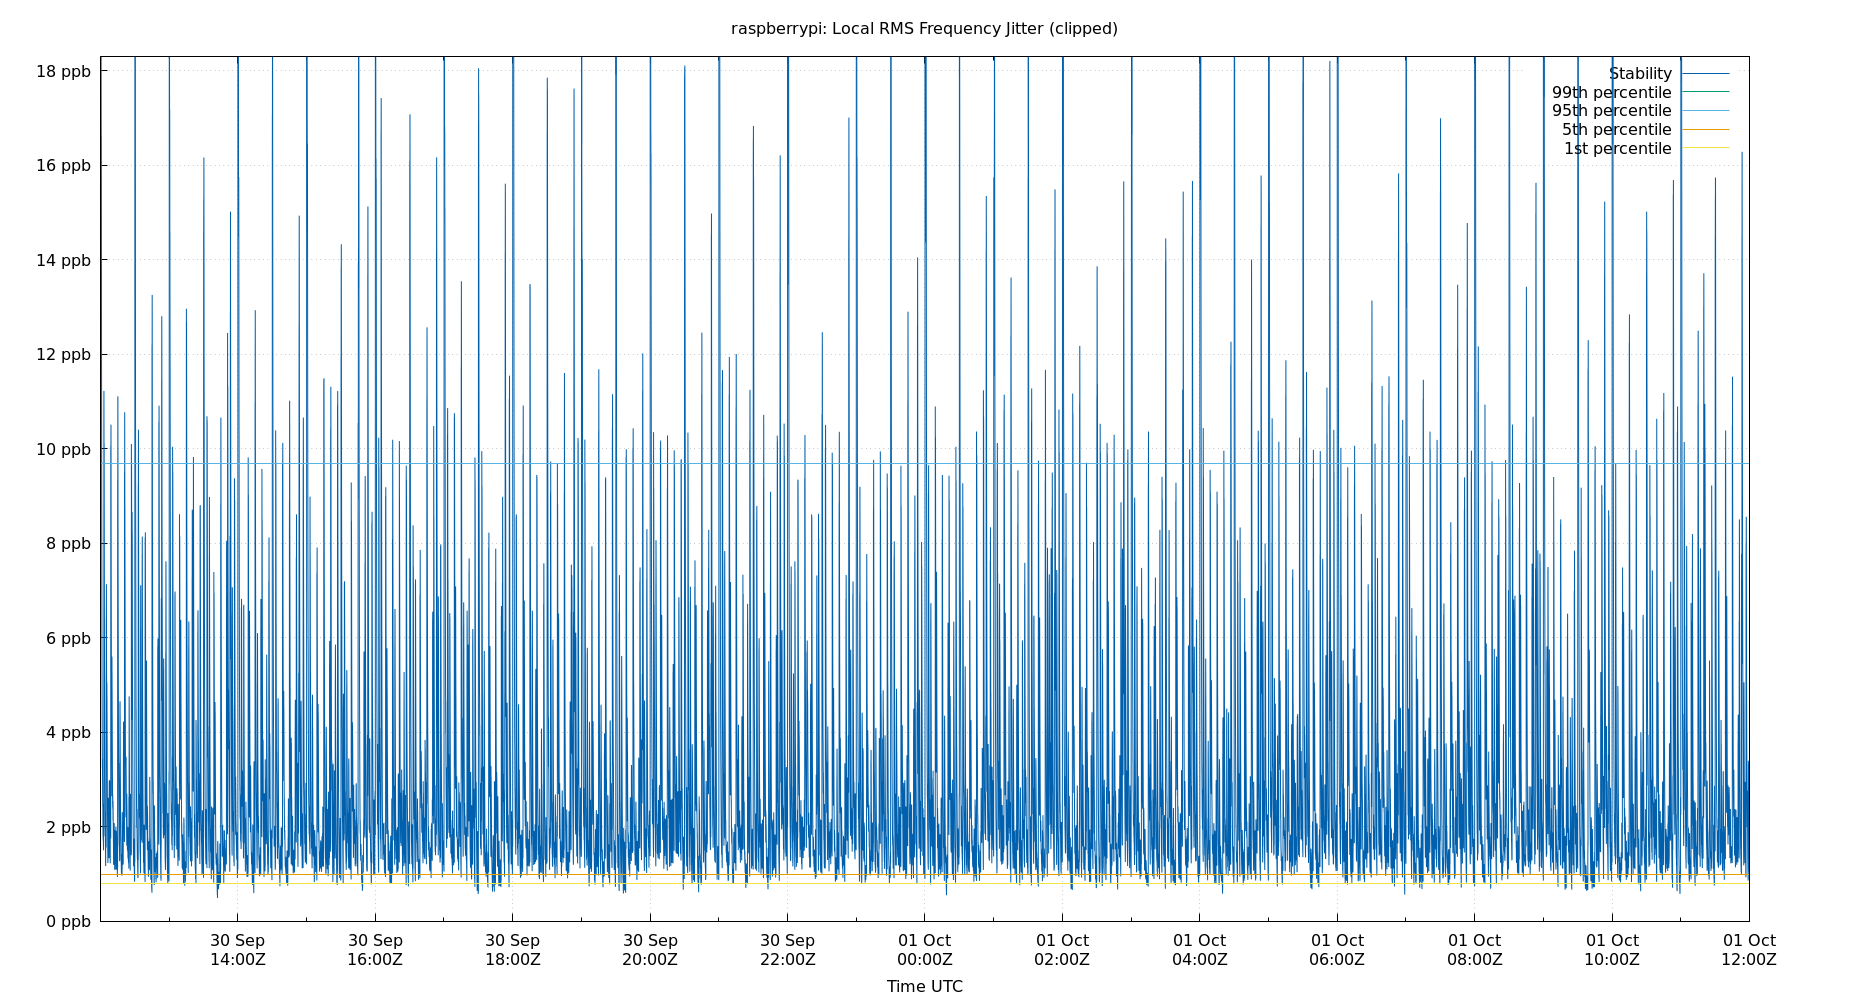 raspberrypi: Local RMS Frequency Jitter (clipped)
18 ppb
16 ppb
14 ppb
12 ppb
10 ppb
8 ppb
6 ppb
4 ppb
2 ppb
0 ppb
Stability
99th percentile
95th percentile
5th percentile
1st percentile
30 Sep
14:00Z
30 Sep
16:00Z
30 Sep
18:00Z
30 Sep
20:00Z
30 Sep
22:00Z
01 Oct
00:00Z
01 Oct
02:00Z
01 Oct
04:00Z
01 Oct
06:00Z
01 Oct
08:00Z
01 Oct
10:00Z
01 Oct
12:00Z
Time UTC